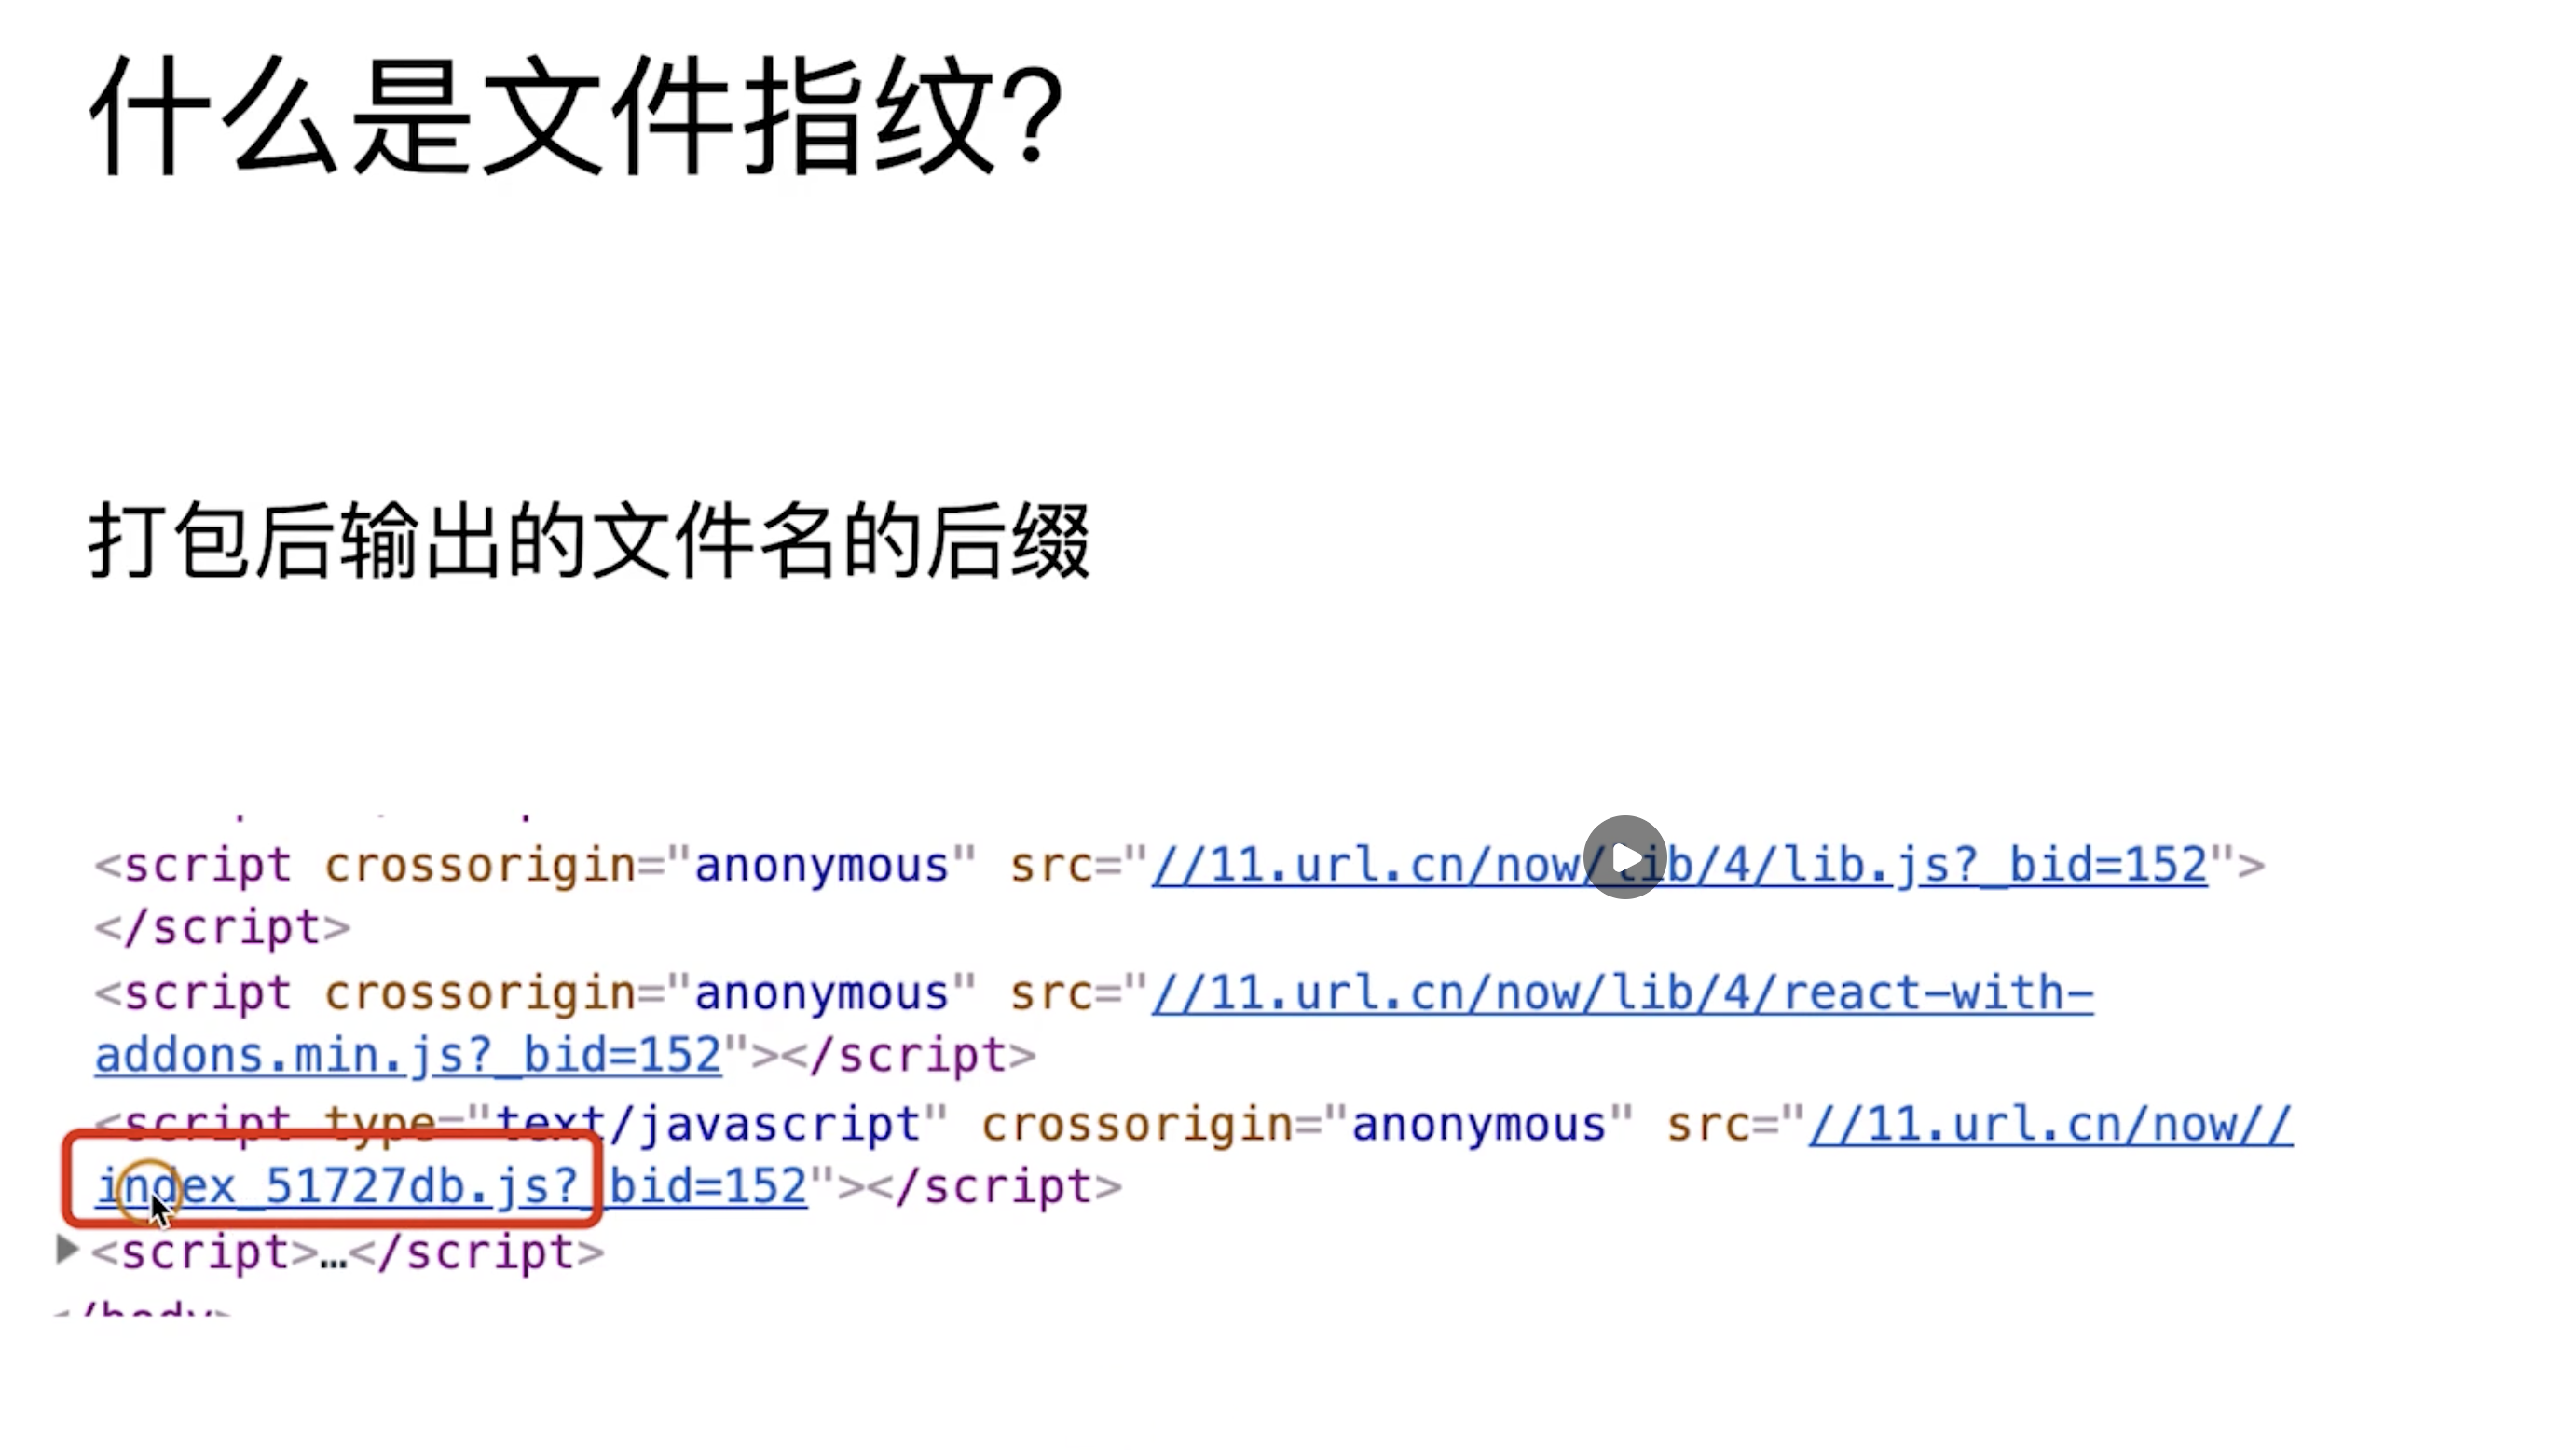 什么是文件指纹?
打包后输出的文件名的后缀
<script crossorigin="anonymous" src="//11.url.cn/now/lib/4/lib.js?_bid=152">
</script>
<script crossorigin="anonymous" src="//11.url.cn/now/lib/4/react-with-
addons.min.js?_bid=152"></script>
<script type="text/javascript" crossorigin="anonymous" src="//11.url.cn/now//
index_51727db.js?_bid=152"></script>
<script>…</script>
</body>